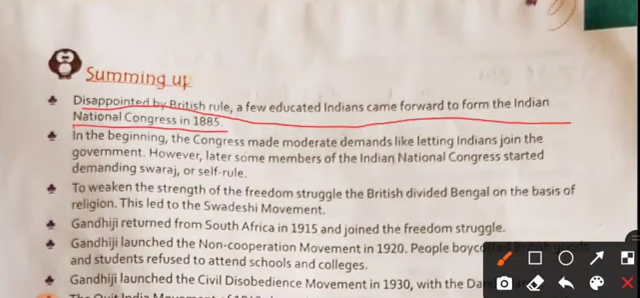 Summing up
♣ Disappointed by British rule, a few educated Indians came forward to form the Indian
National Congress in 1885.
♣ In the beginning, the Congress made moderate demands like letting Indians join the
government. However, later some members of the Indian National Congress started
demanding swaraj, or self-rule.
♣ To weaken the strength of the freedom struggle the British divided Bengal on the basis of
religion. This led to the Swadeshi Movement.
♣ Gandhiji returned from South Africa in 1915 and joined the freedom struggle.
♣ Gandhiji launched the Non-cooperation Movement in 1920. People
and students refused to attend schools and colleges.
♣ Gandhiji launched the Civil Disobedience Movement in 1930, with the
The Quit India Movement of